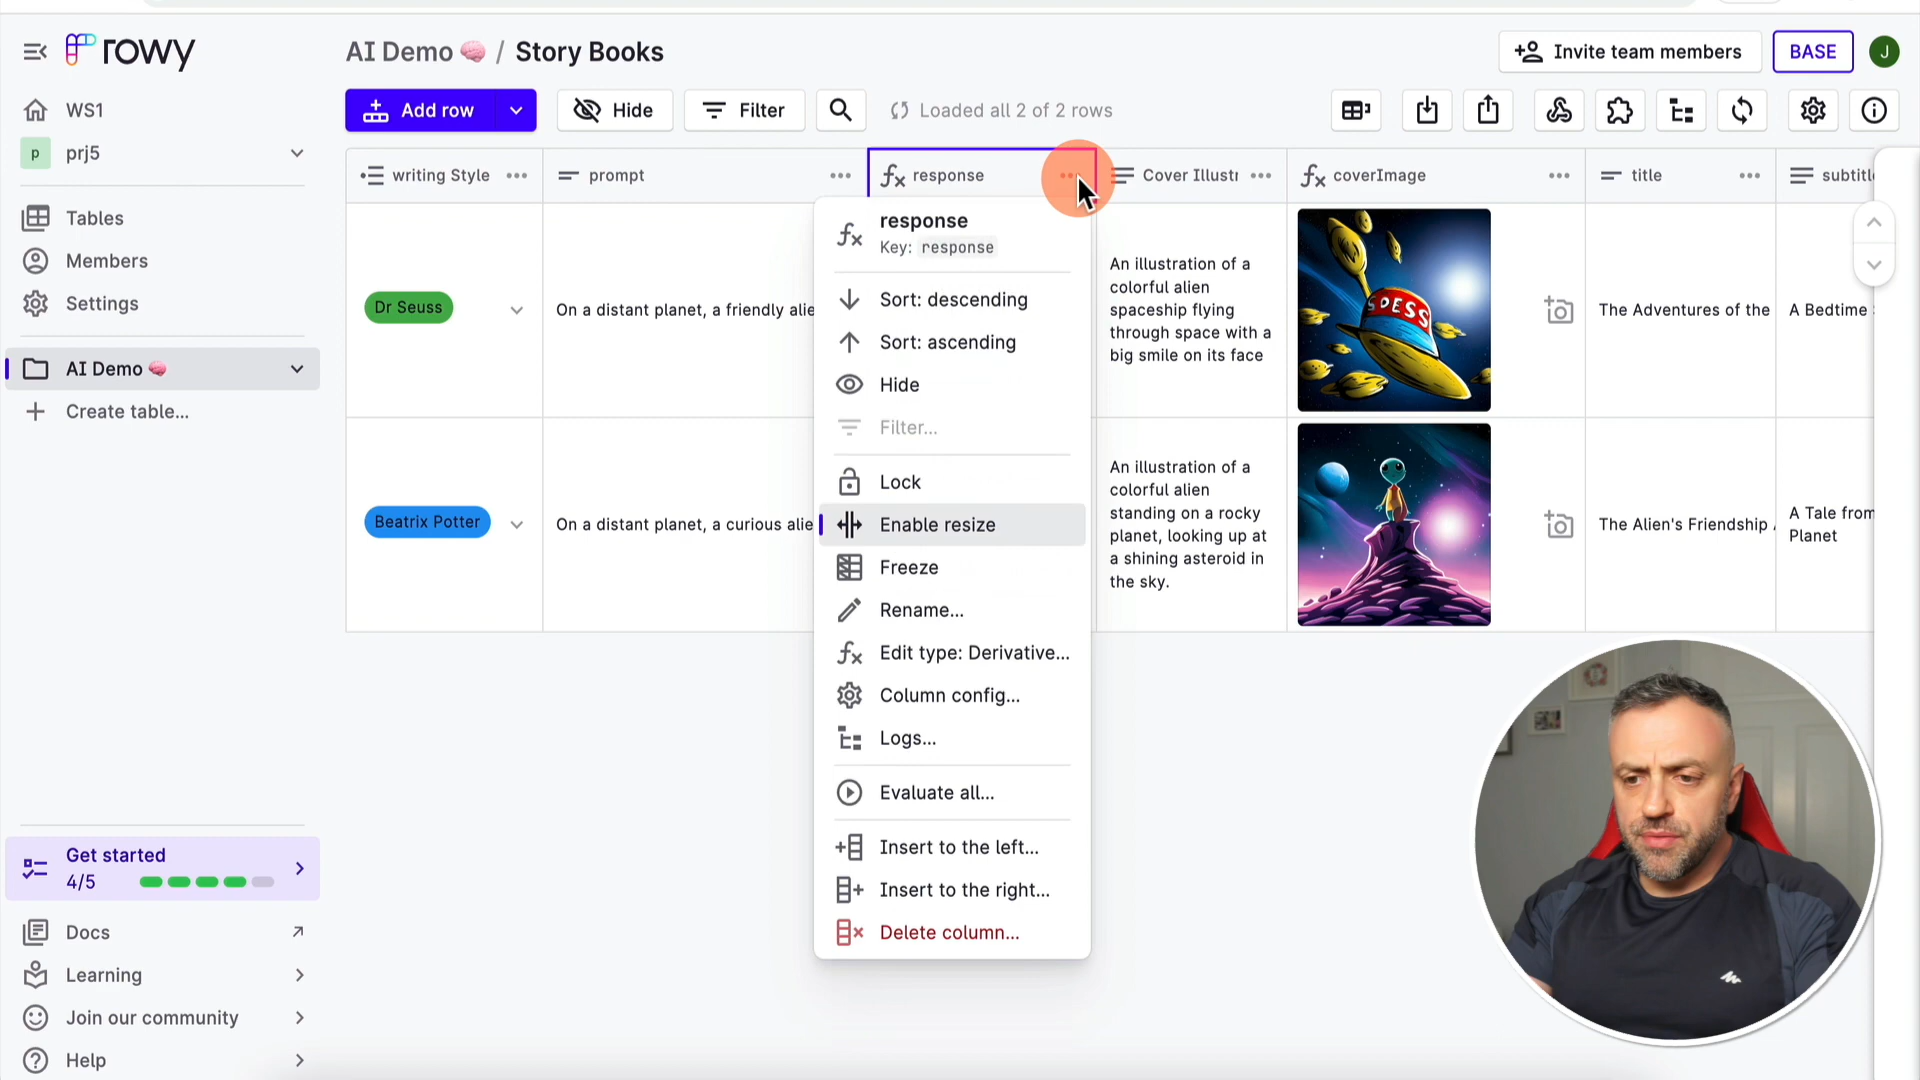 rowy
AI Demo 🧠 / Story Books
Invite team members
BASE
J
WS1
p
prj5
Tables
Members
Settings
AI Demo 🧠
Create table...
Add row
Hide
Filter
Loaded all 2 of 2 rows
writing Style
prompt
response
Cover Illustr
coverImage
title
subtitle
Dr Seuss
On a distant planet, a friendly alie
An illustration of a
colorful alien
spaceship flying
through space with a
big smile on its face
The Adventures of the
A Bedtime
Beatrix Potter
On a distant planet, a curious alie
An illustration of a
colorful alien
standing on a rocky
planet, looking up at
a shining asteroid in
the sky.
The Alien's Friendship
A Tale from
Planet
response
Key: response
Sort: descending
Sort: ascending
Hide
Filter...
Lock
Enable resize
Freeze
Rename...
Edit type: Derivative...
Column config...
Logs...
Evaluate all...
Insert to the left...
Insert to the right...
Delete column...
Get started
4/5
Docs
Learning
Join our community
Help